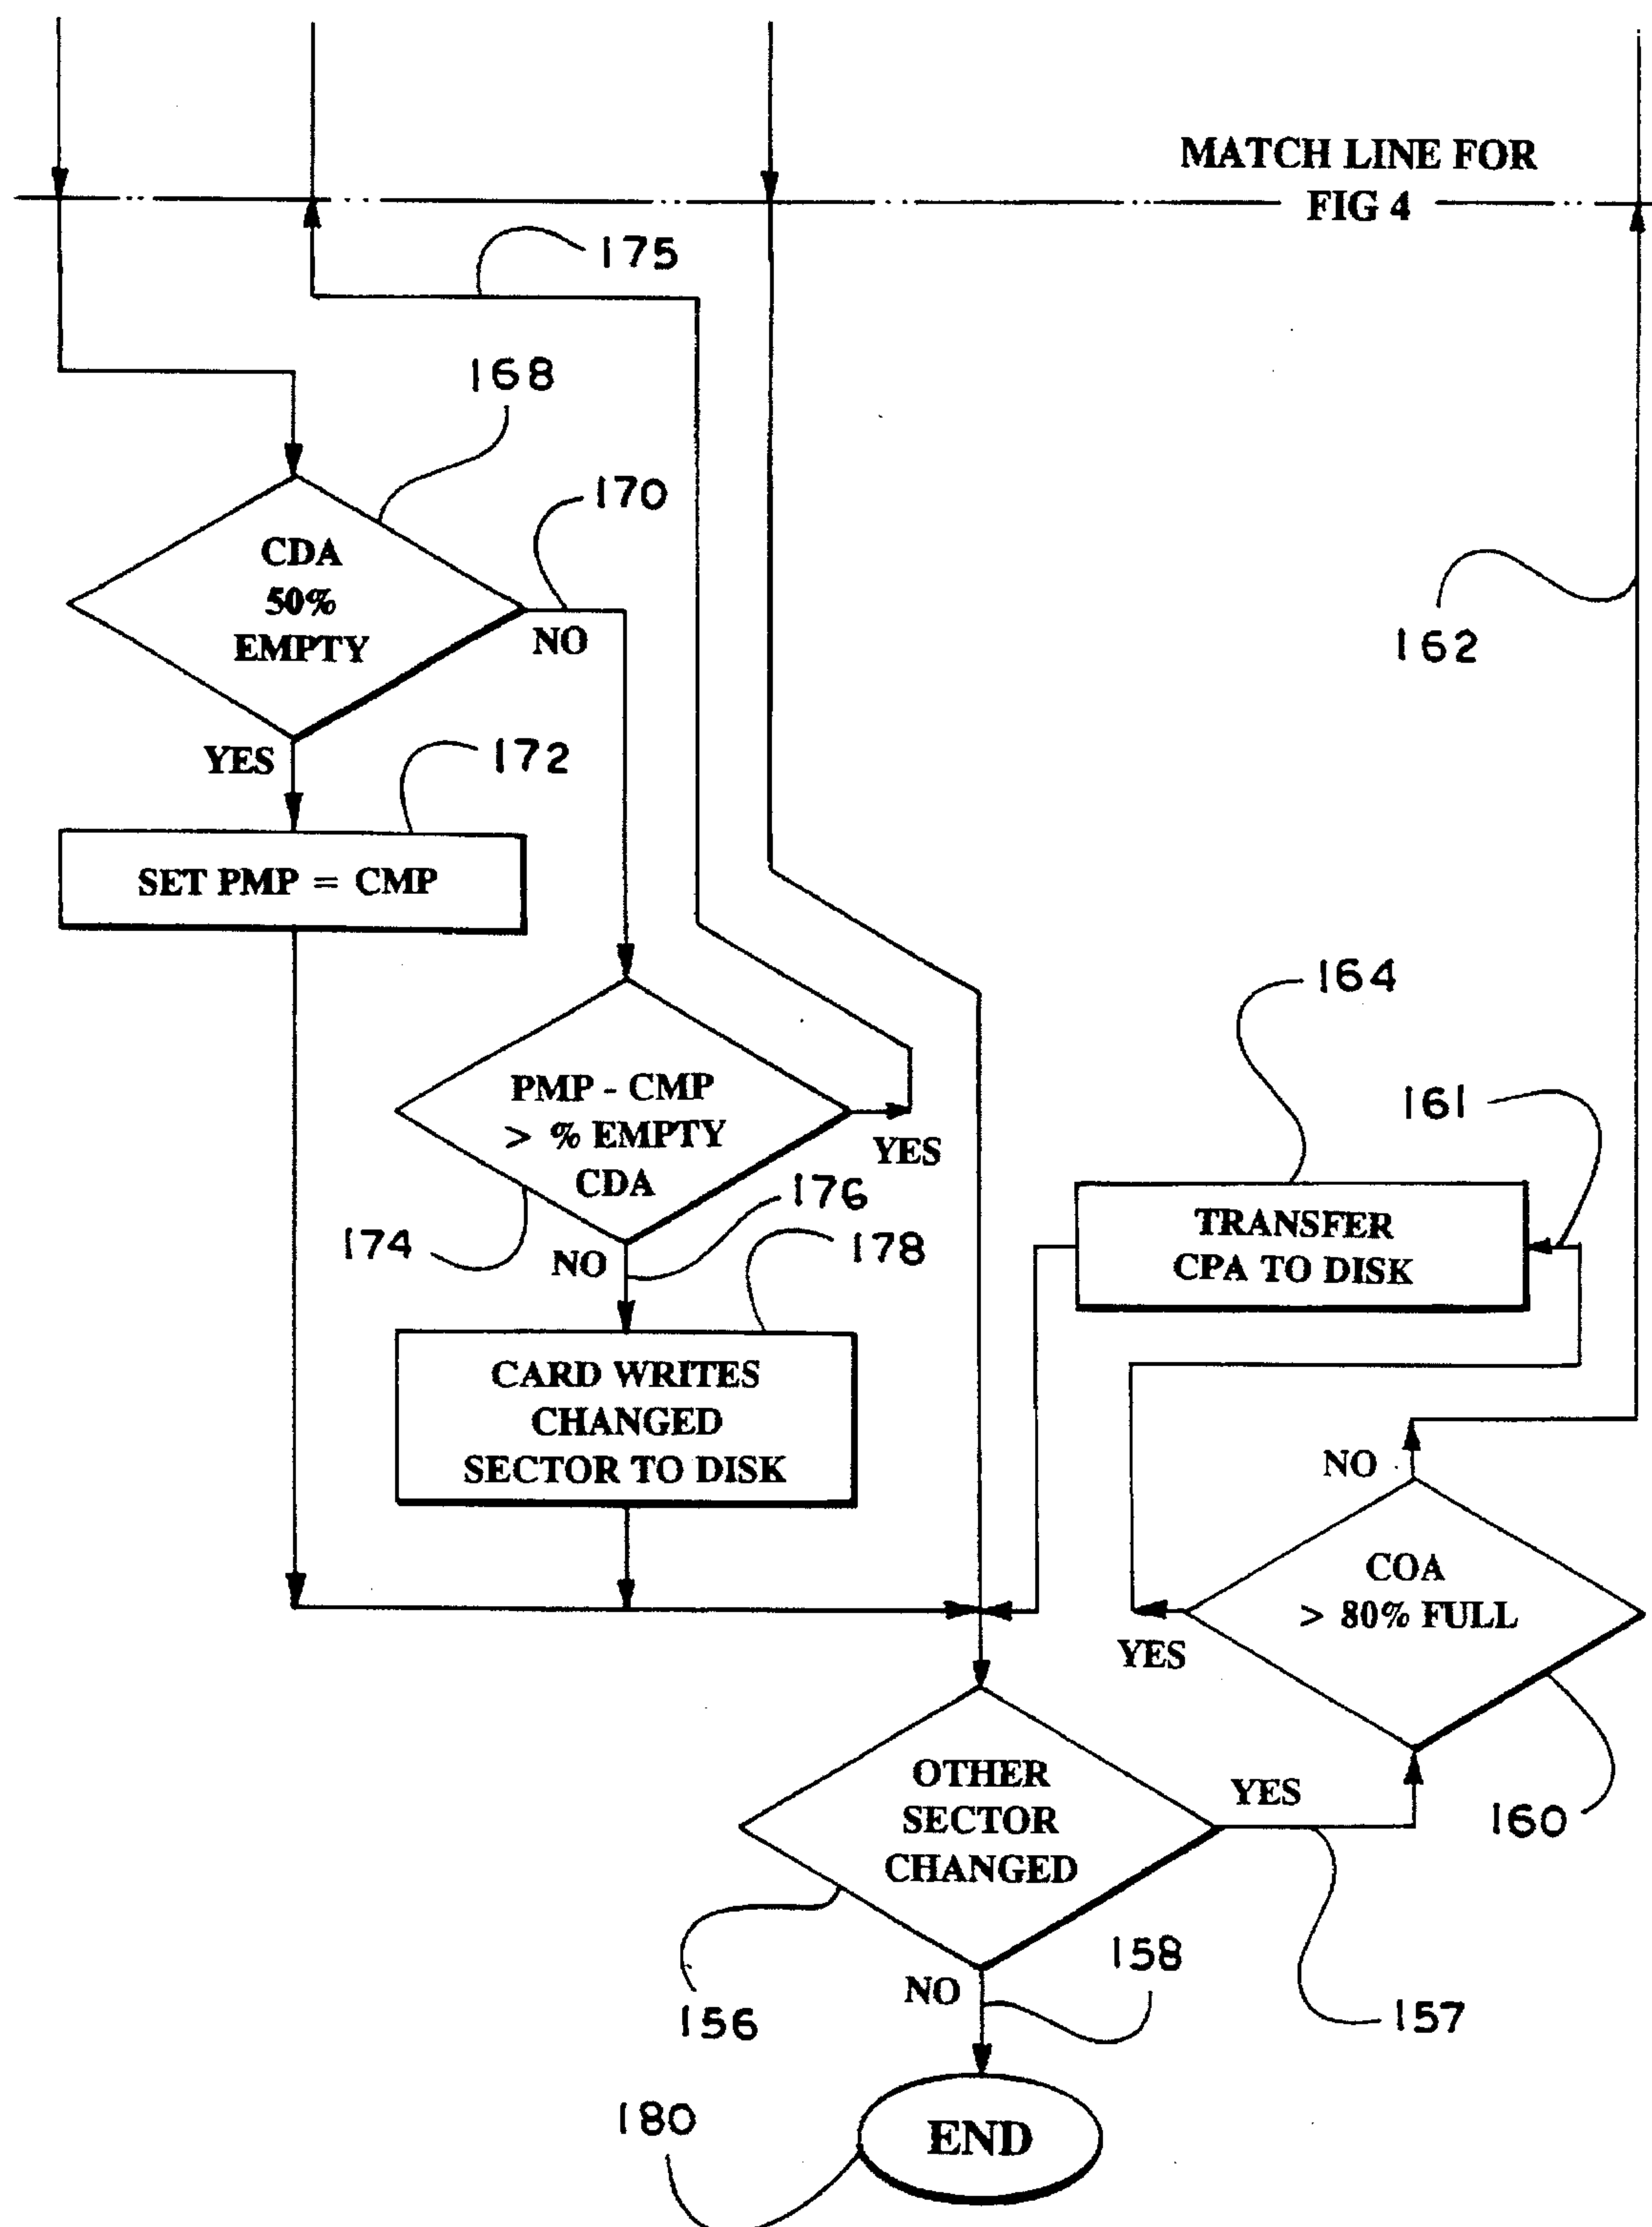 MATCH LINE FOR
FIG 4
175
168
170
CDA
50%
EMPTY
NO
162
YES
172
SET PMP = CMP
164
PMP - CMP
> % EMPTY
CDA
YES
161
176
174
NO
178
TRANSFER
CPA TO DISK
CARD WRITES
CHANGED
SECTOR TO DISK
NO
COA
> 80% FULL
YES
OTHER
SECTOR
CHANGED
YES
160
156
NO
158
157
180
END